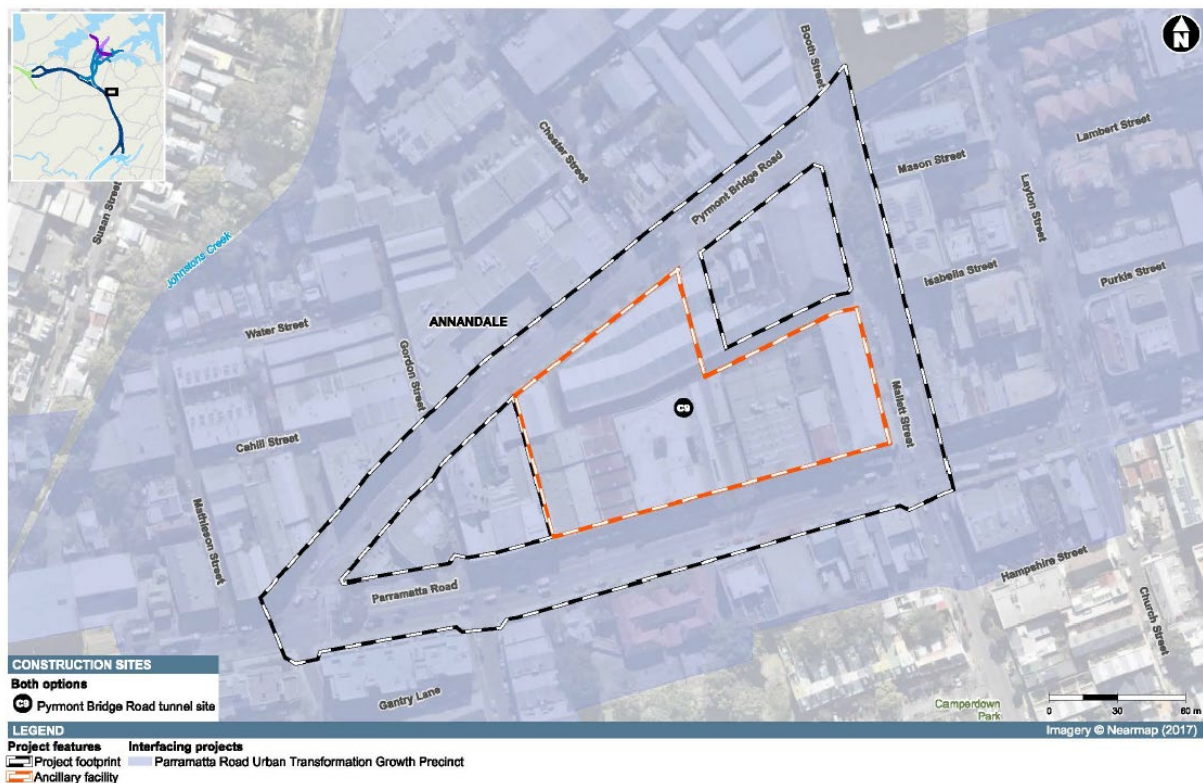 N
Booth Street
Chester Street
Lambert Street
Mason Street
Layton Street
Pyrmont Bridge Road
Susan Street
Johnstons Creek
Isabella Street
Purkis Street
ANNANDALE
Water Street
Gordon Street
C9
Mallett Street
Cahill Street
Mathieson Street
Hampshire Street
Parramatta Road
Church Street
CONSTRUCTION SITES
Both options
C9 Pyrmont Bridge Road tunnel site
Gantry Lane
Camperdown
Park
0 30 60 m
LEGEND
Imagery © Nearmap (2017)
Project features
Interfacing projects
Project footprint
Parramatta Road Urban Transformation Growth Precinct
Ancillary facility